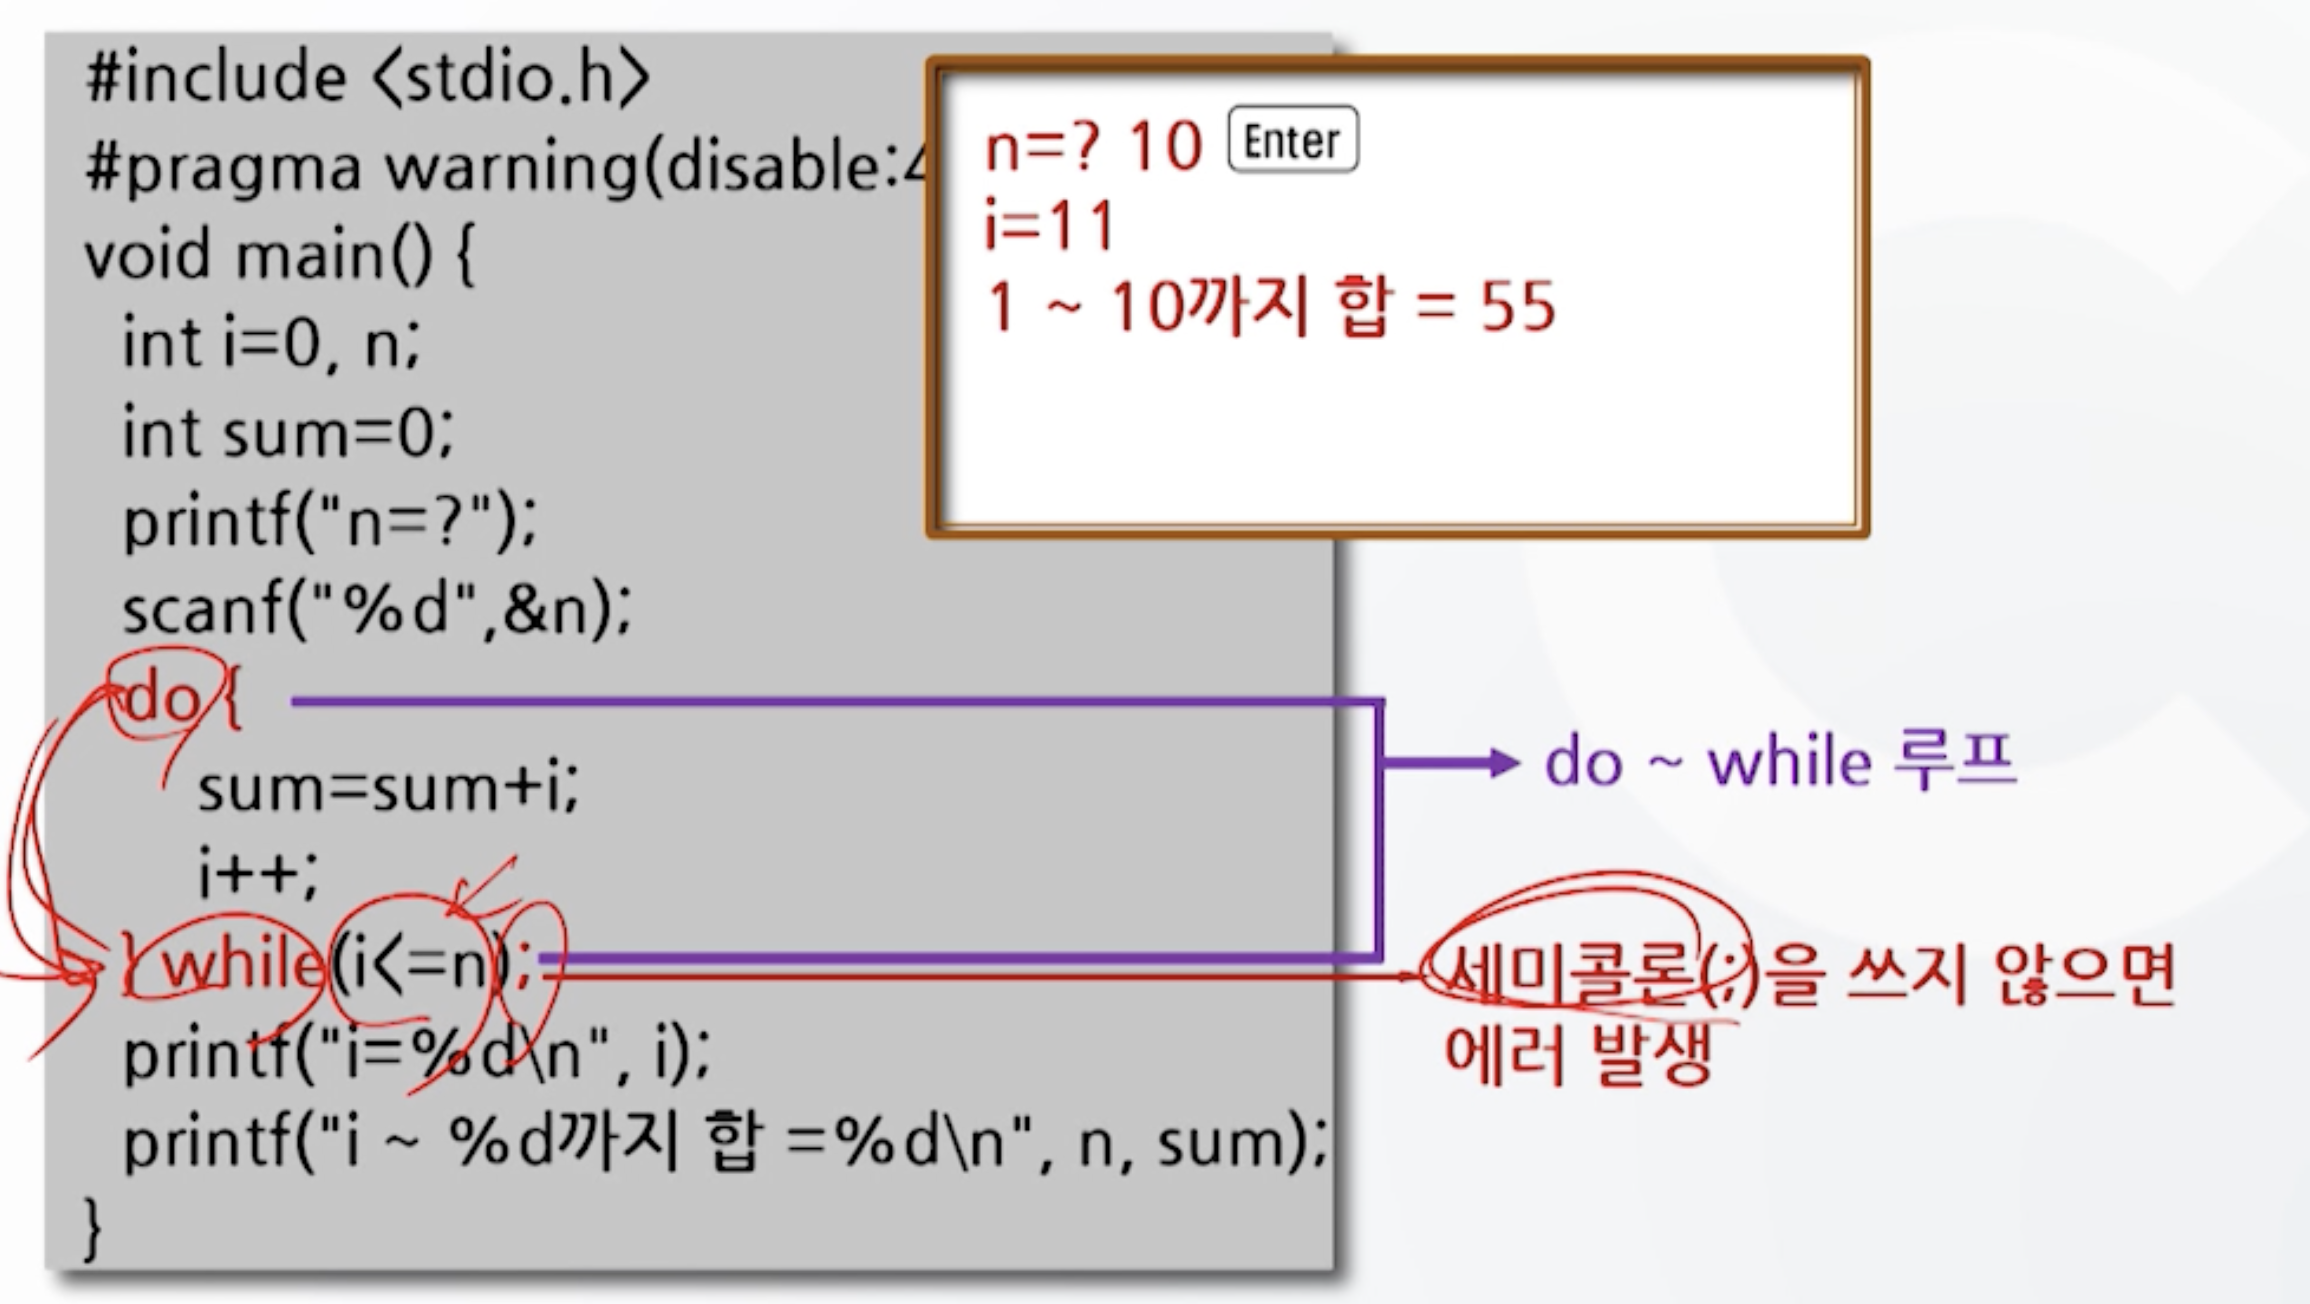 #include <stdio.h>
#pragma warning(disable:4
void main() {
int i=0, n;
int sum=0;
printf("n=?");
scanf("%d",&n);
do {
sum=sum+i;
i++;
} while(i<=n);
printf("i=%d\n", i);
printf("i ~ %d까지 합 =%d\n", n, sum);
}
n=? 10 Enter
i=11
1 ~ 10까지 합 = 55
do ~ while 루프
세미콜론(;)을 쓰지 않으면
에러 발생